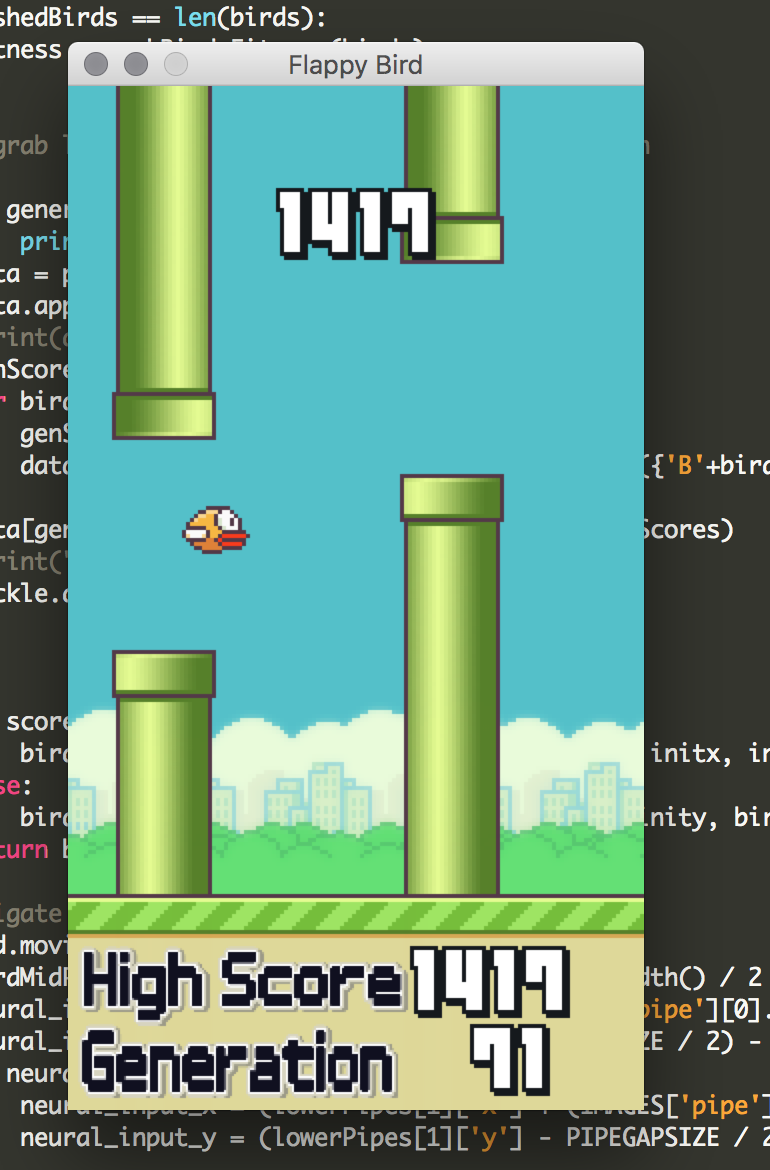 shedBirds == len(birds):
tness
Flappy Bird
grab
gener
prin
ta = p
ta.app
rint(
nScore
r bird
genS
data
({'B'+bird
ta[gen
Scores)
rint("
ckle.
1417
score
bird
initx, in
se:
bird
inity, bir
turn b
igate
d.movi
rdMidP
dth() / 2
ural_i
pipe'][0].
ural_i
ZE / 2) -
neur
High Score 1417
Generation 71
neural_input_x = (lowerPipes[1]['x'] + (IMAGES['pipe']
neural_input_y = (lowerPipes[1]['y'] - PIPEGAPSIZE / 2